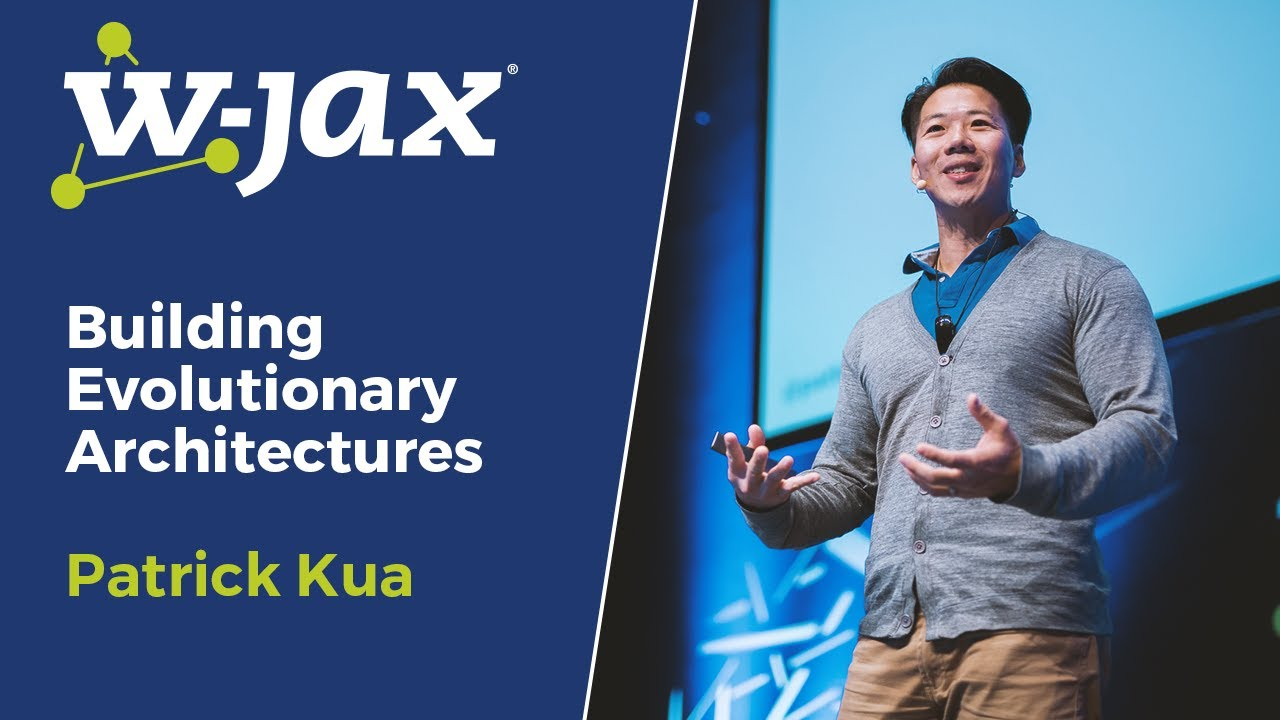 w-jax®
Building
Evolutionary
Architectures
Patrick Kua